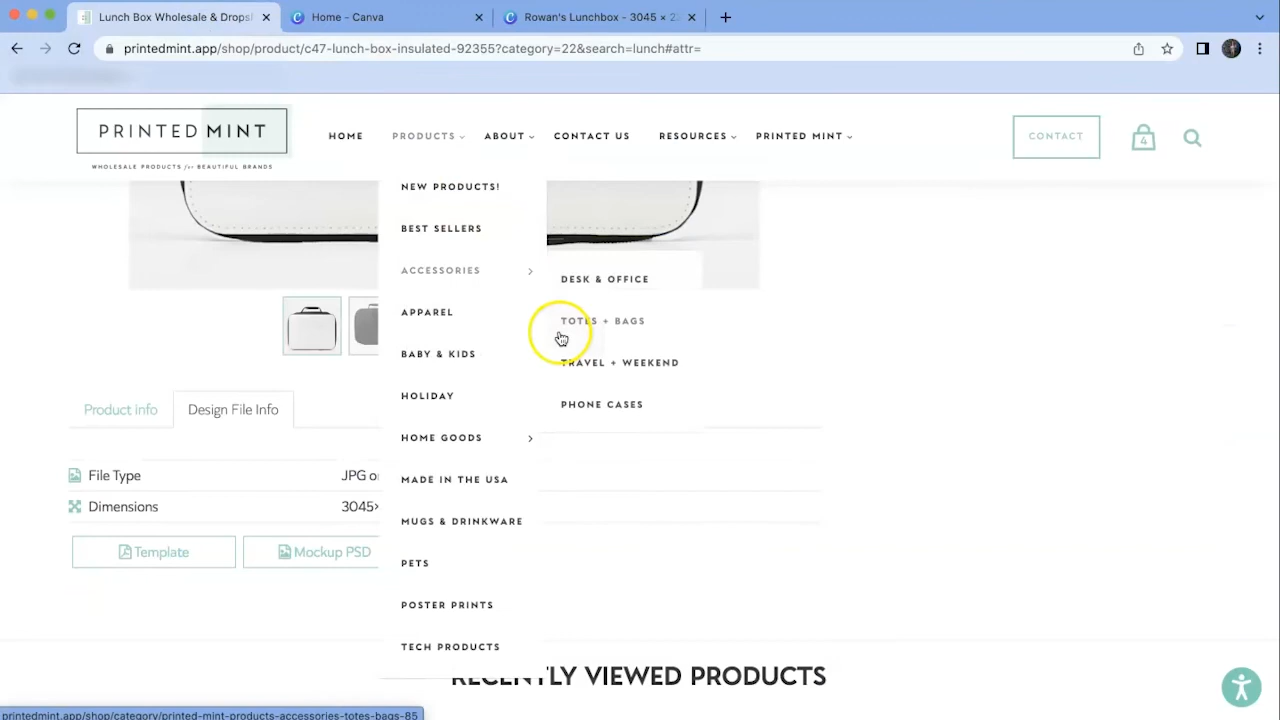 Lunch Box Wholesale & Drops
Home - Canva
Rowan's Lunchbox - 3045 × 2
printedmint.app/shop/product/c47-lunch-box-insulated-92355?category=22&search=lunch#attr=
PRINTED MINT
WHOLESALE PRODUCTS for BEAUTIFUL BRANDS
HOME
PRODUCTS
ABOUT
CONTACT US
RESOURCES
PRINTED MINT
CONTACT
4
NEW PRODUCTS!
BEST SELLERS
ACCESSORIES
DESK & OFFICE
APPAREL
TOTES + BAGS
BABY & KIDS
TRAVEL + WEEKEND
HOLIDAY
PHONE CASES
Product info
Design File Info
HOME GOODS
File Type
JPG o
MADE IN THE USA
Dimensions
3045×
MUGS & DRINKWARE
Template
Mockup PSD
PETS
POSTER PRINTS
TECH PRODUCTS
RECENTLY VIEWED PRODUCTS
printedmint.app/shop/category/printed-mint-products-accessories-totes-bags-85